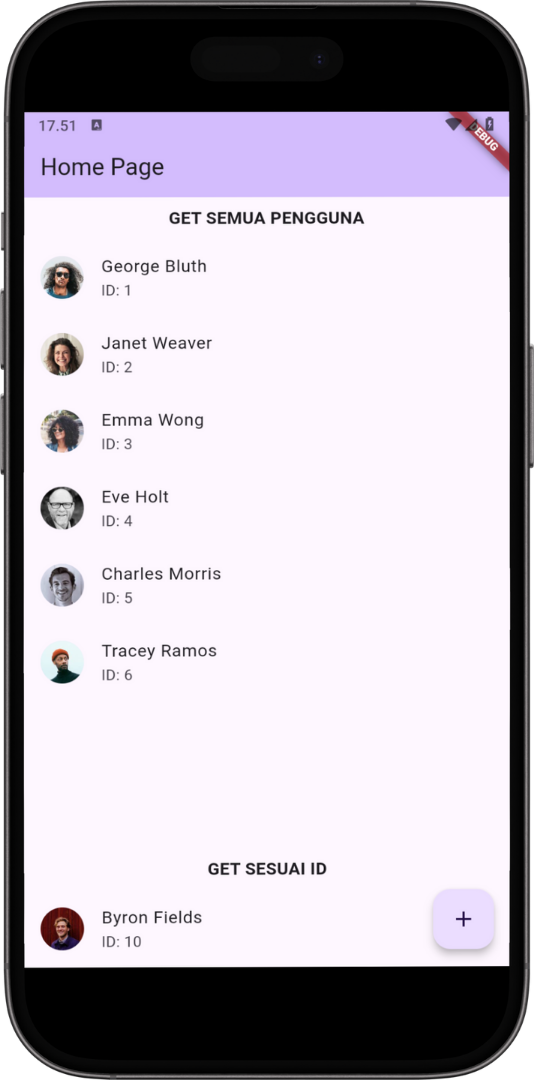 17.51 A
DEBUG
Home Page
GET SEMUA PENGGUNA
George Bluth
ID: 1
Janet Weaver
ID: 2
Emma Wong
ID: 3
Eve Holt
ID: 4
Charles Morris
ID: 5
Tracey Ramos
ID: 6
GET SESUAI ID
Byron Fields
ID: 10
+